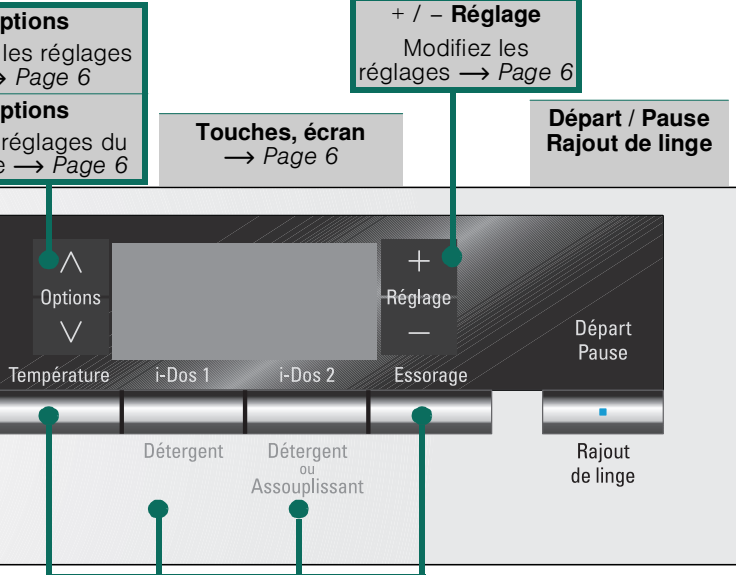 ptions
les réglages
Page 6
ptions
réglages du
e → Page 6
+ / – Réglage
Modifiez les
réglages → Page 6
Touches, écran
→ Page 6
Départ / Pause
Rajout de linge
Options
+
Réglage
–
Départ
Pause
Température
i-Dos 1
i-Dos 2
Essorage
Détergent
Détergent
ou
Assouplissant
Rajout
de linge